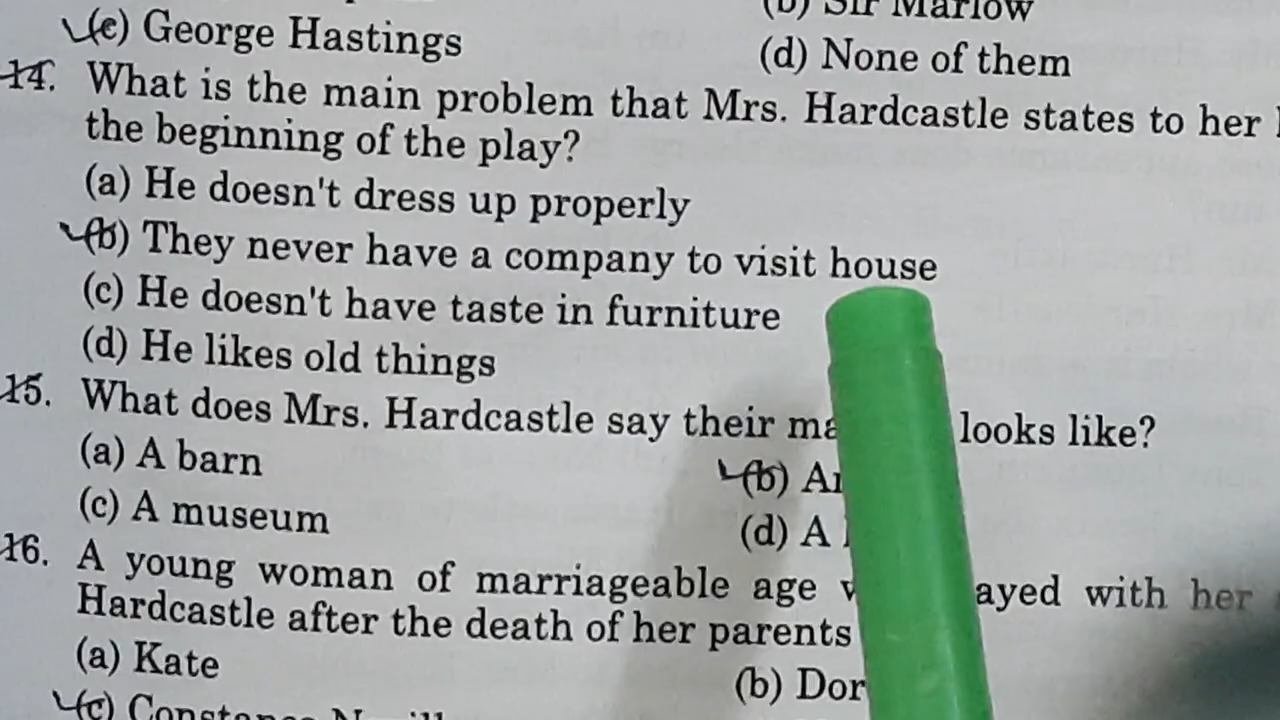 (b) Sir Marlow
(c) George Hastings
(d) None of them
14. What is the main problem that Mrs. Hardcastle states to her
the beginning of the play?
(a) He doesn't dress up properly
(b) They never have a company to visit house
(c) He doesn't have taste in furniture
(d) He likes old things
15. What does Mrs. Hardcastle say their looks like?
(a) A barn
(b)
(c) A museum
(d) A
16. A young woman of marriageable age with her
Hardcastle after the death of her parents
(a) Kate
(b)
(c) Constance